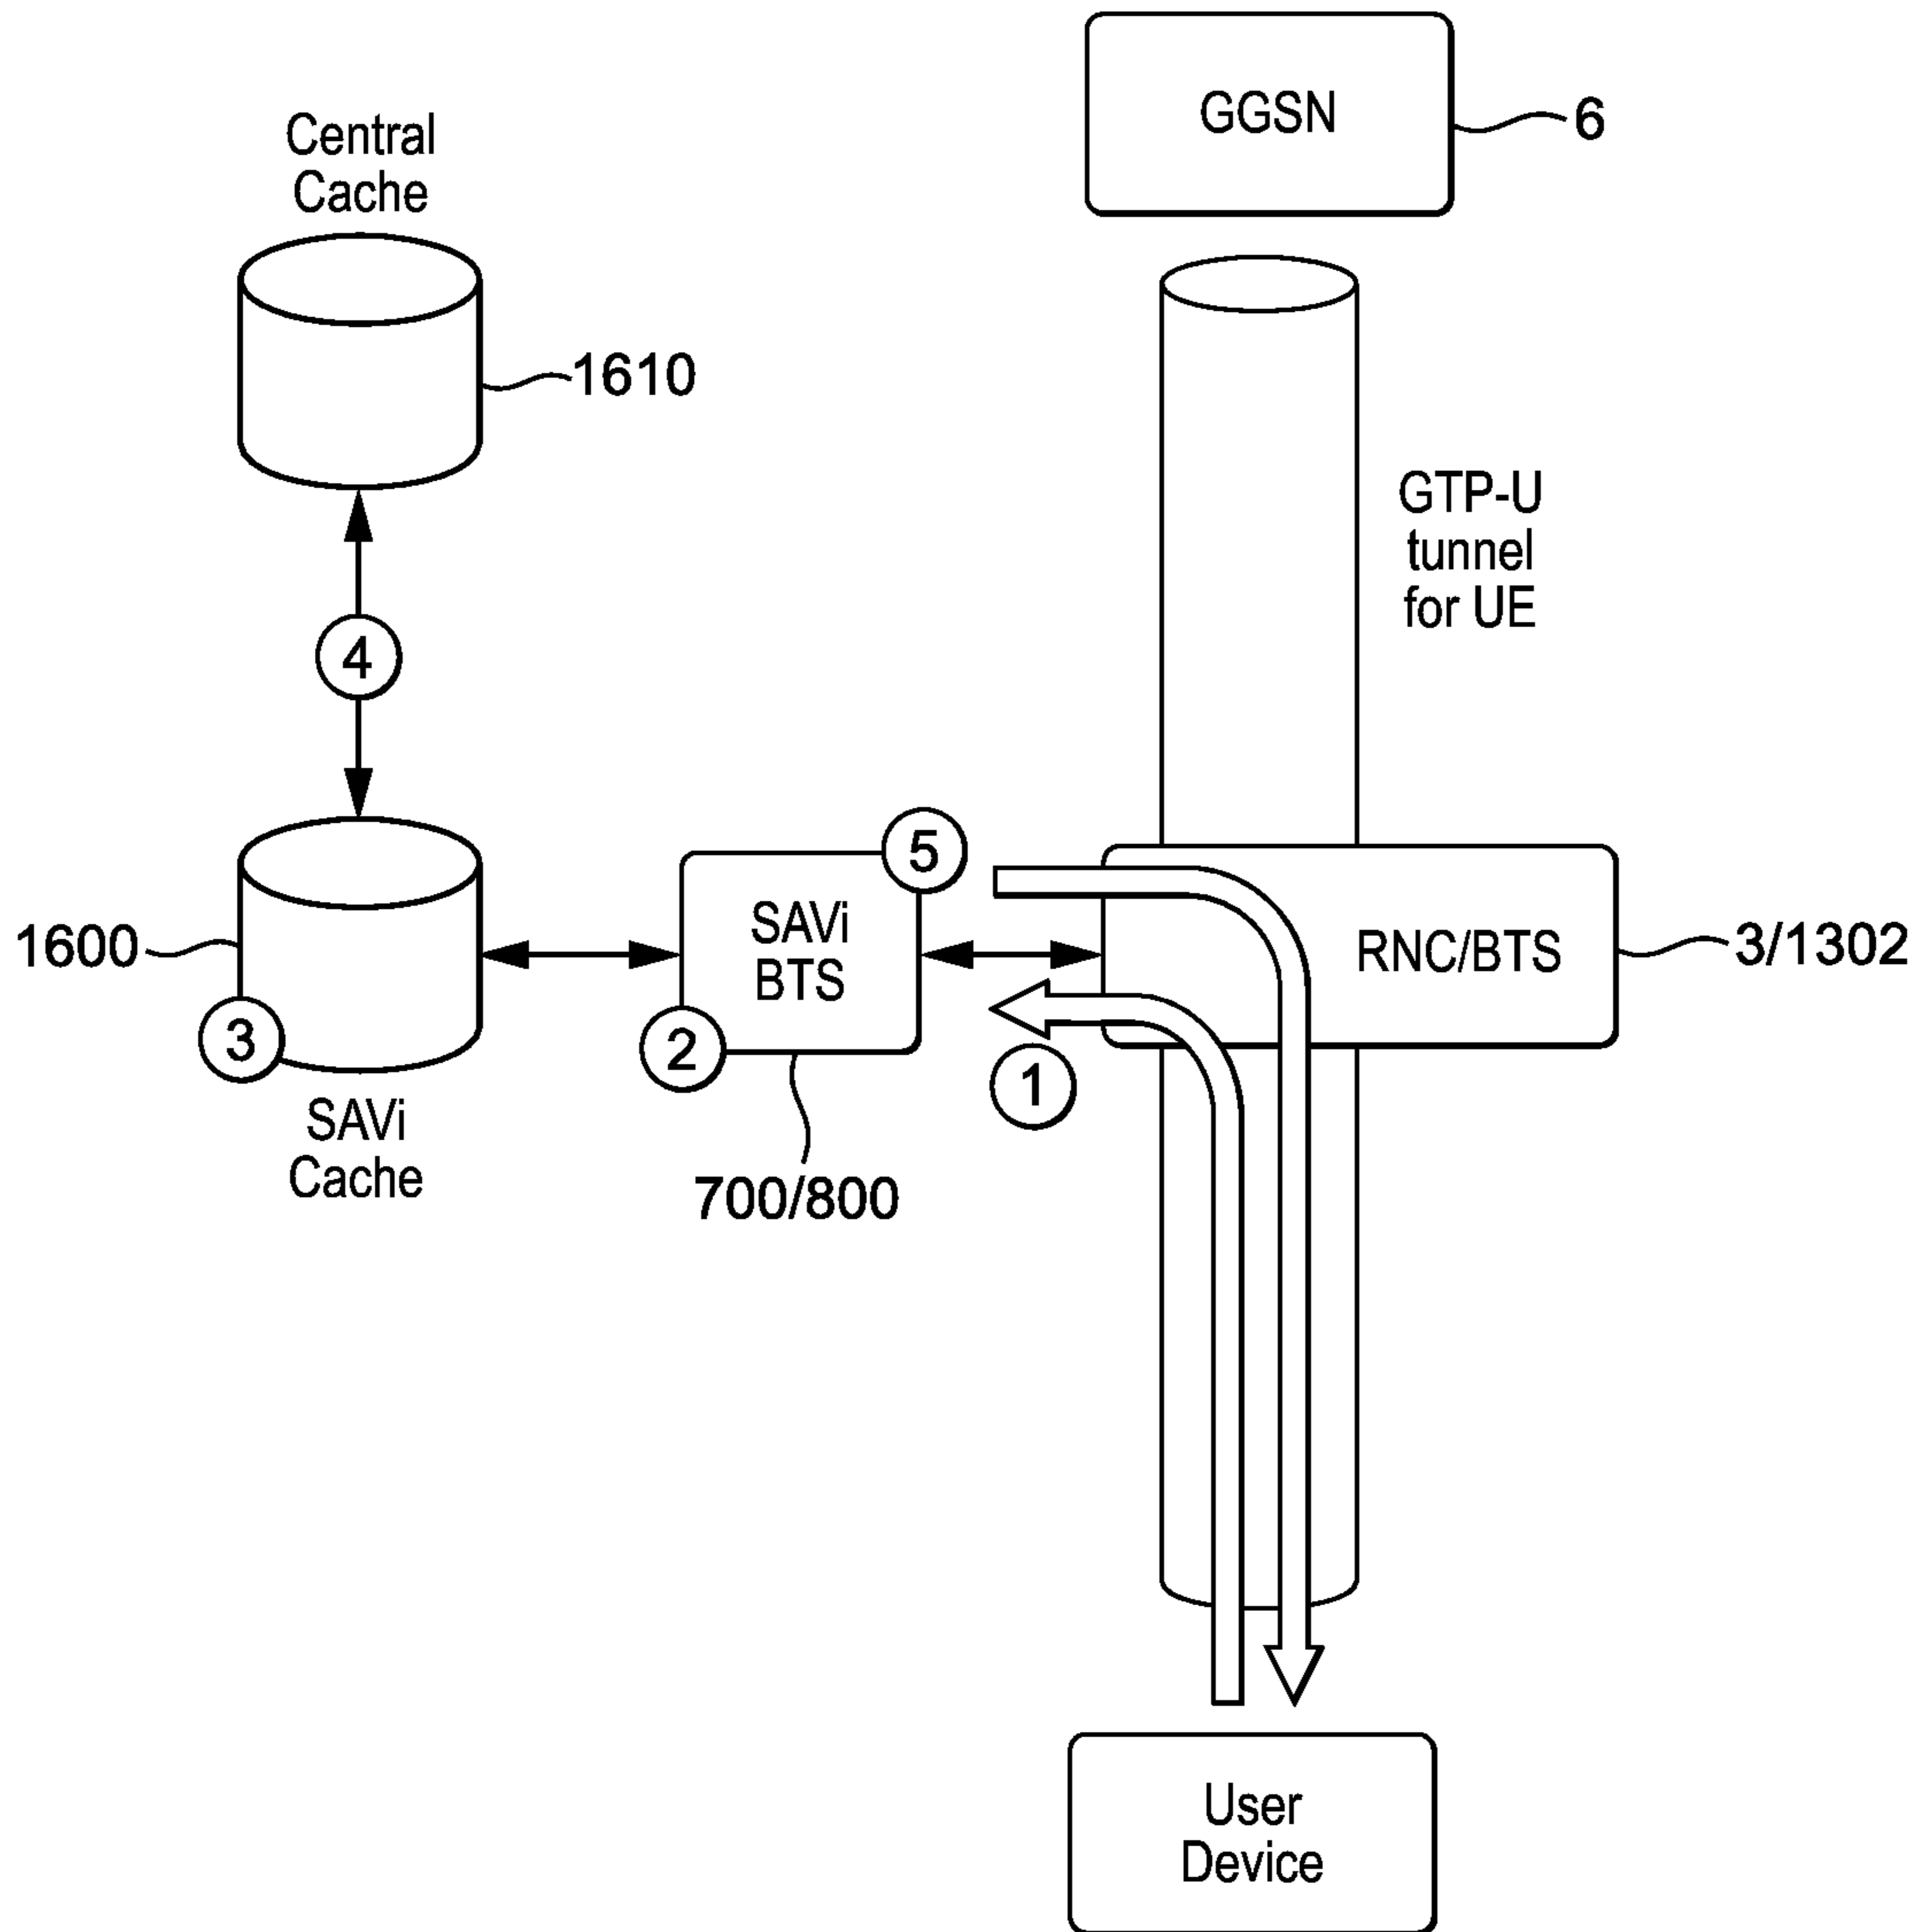 GGSN
6
Central
Cache
1610
GTP-U
tunnel
for UE
4
5
SAVi
BTS
1600
RNC/BTS
3/1302
3
2
1
SAVi
Cache
700/800
User
Device